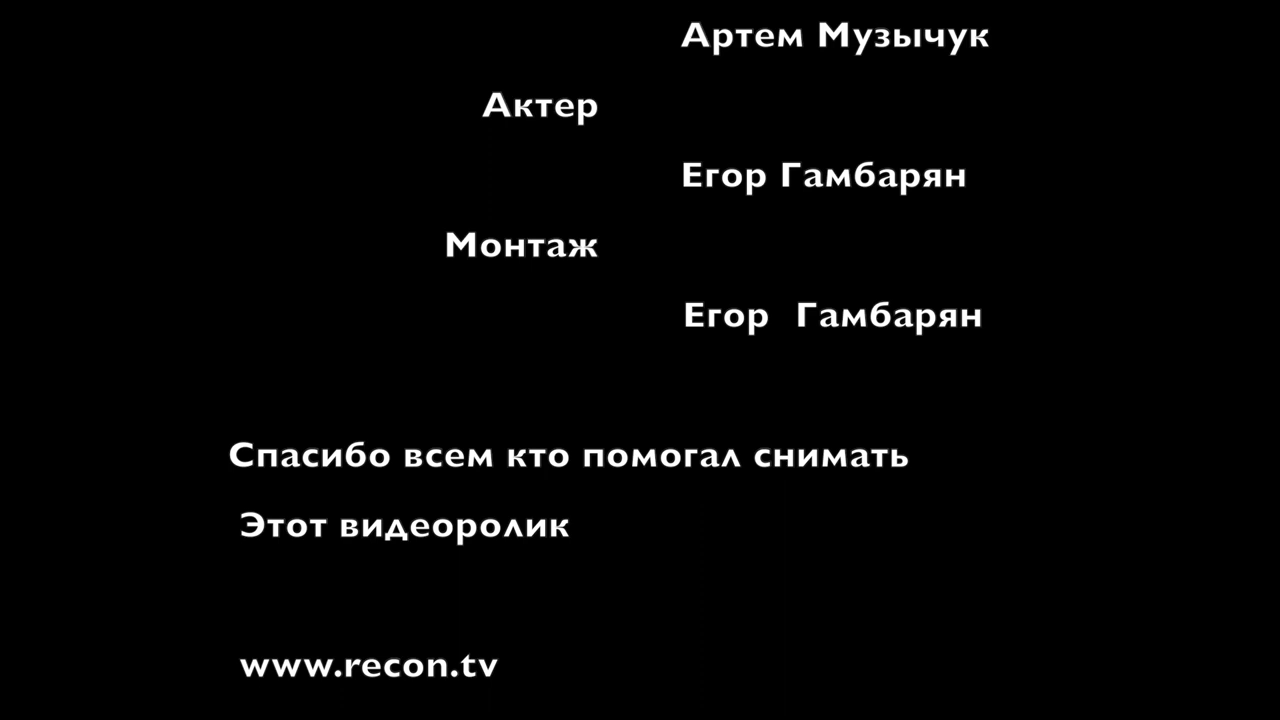 Артем Музычук
Актер
Егор Гамбарян
Монтаж
Егор Гамбарян
Спасибо всем кто помогал снимать
Этот видеоролик
www.recon.tv